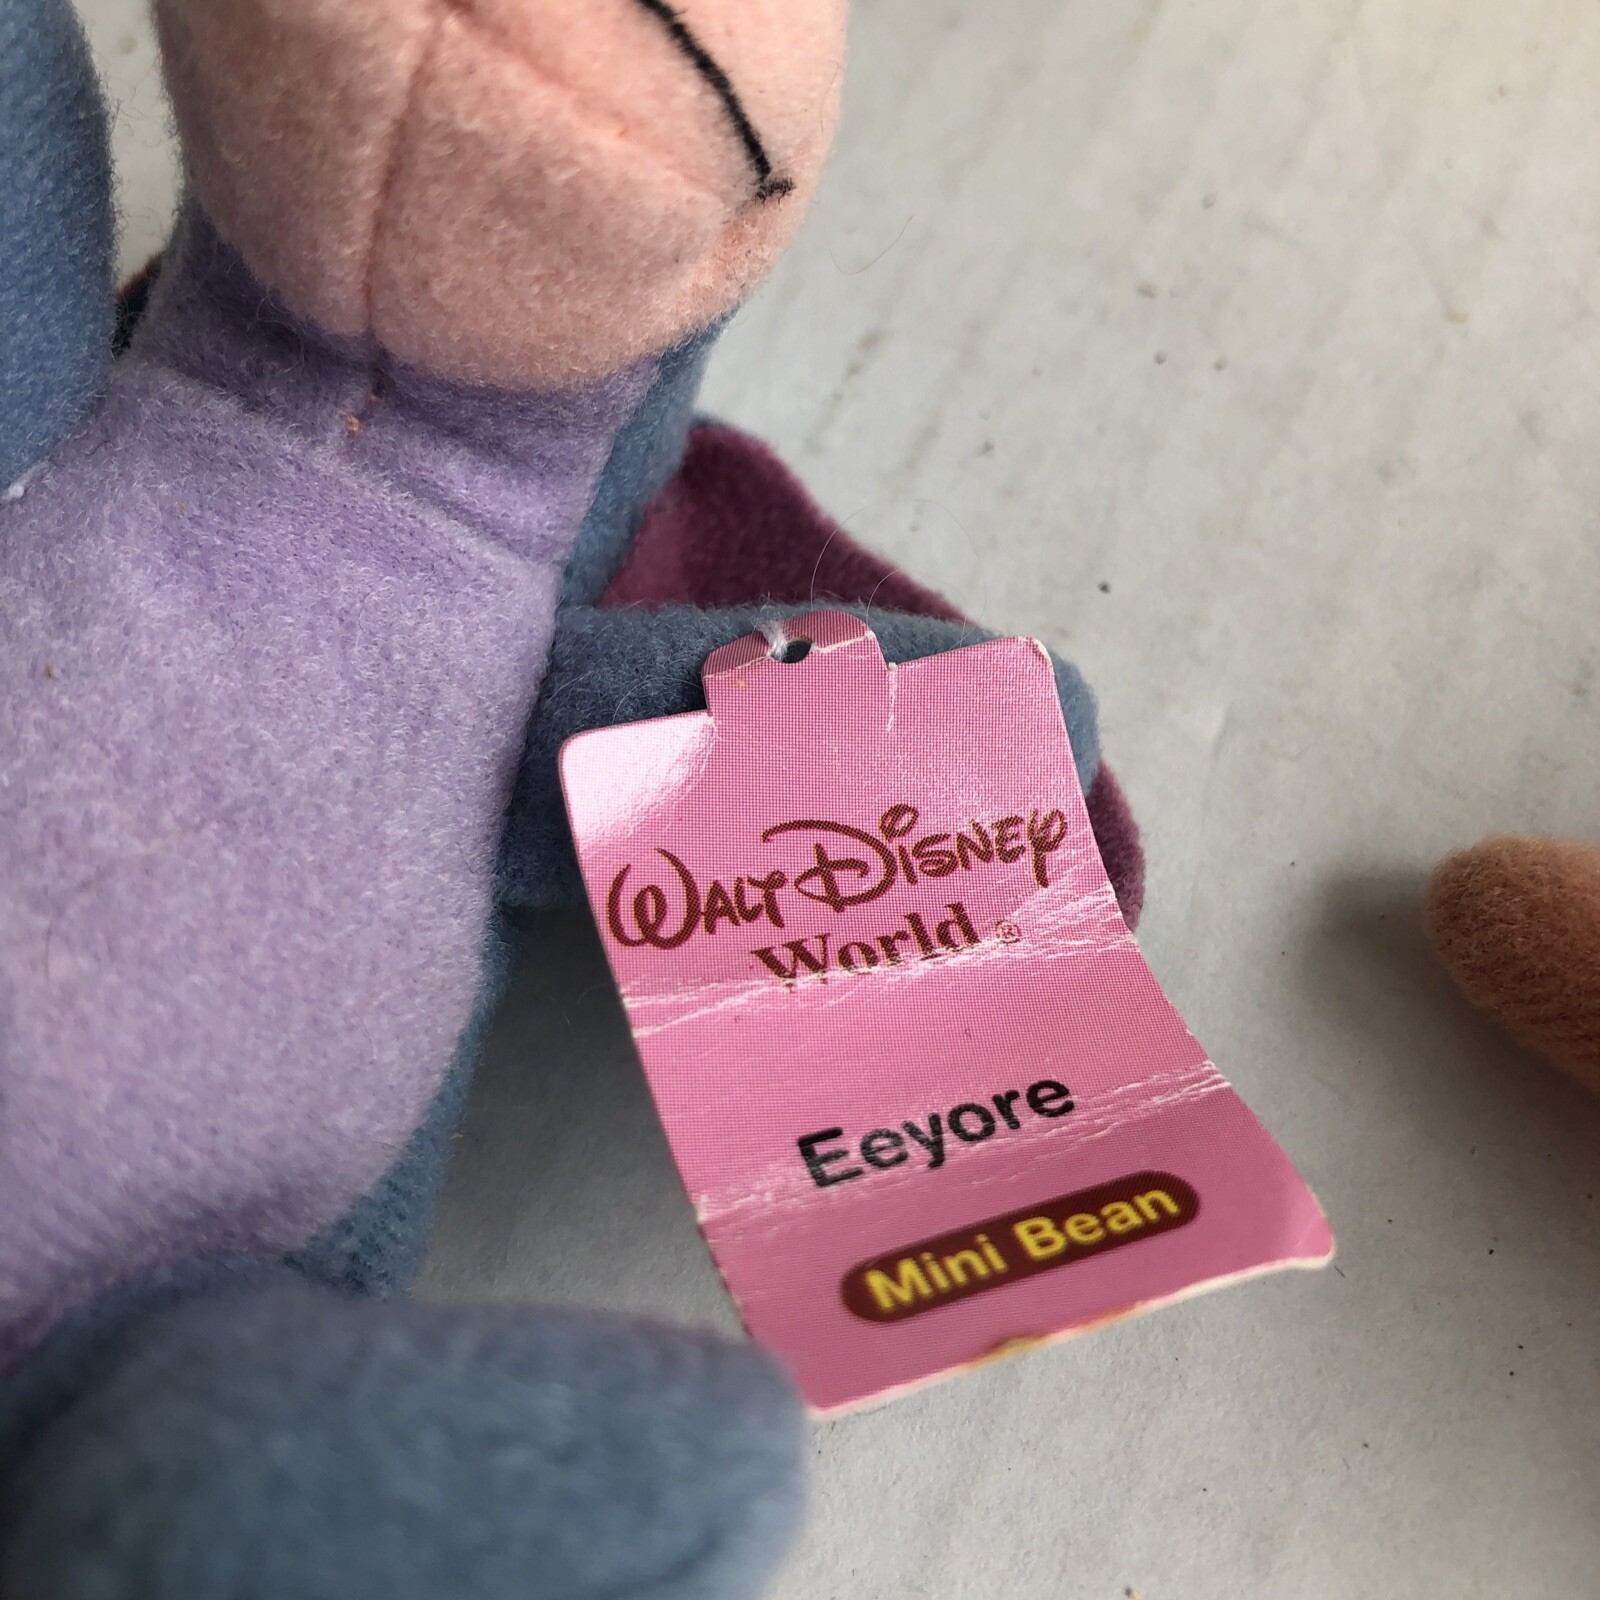 WALT DISNEY
World ®
Eeyore
Mini Bean